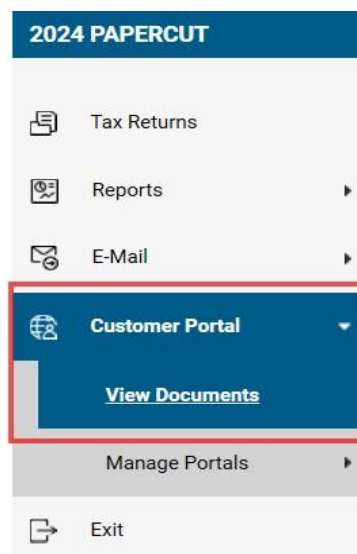 2024 PAPERCUT
Tax Returns
Reports
E-Mail
Customer Portal
View Documents
Manage Portals
Exit